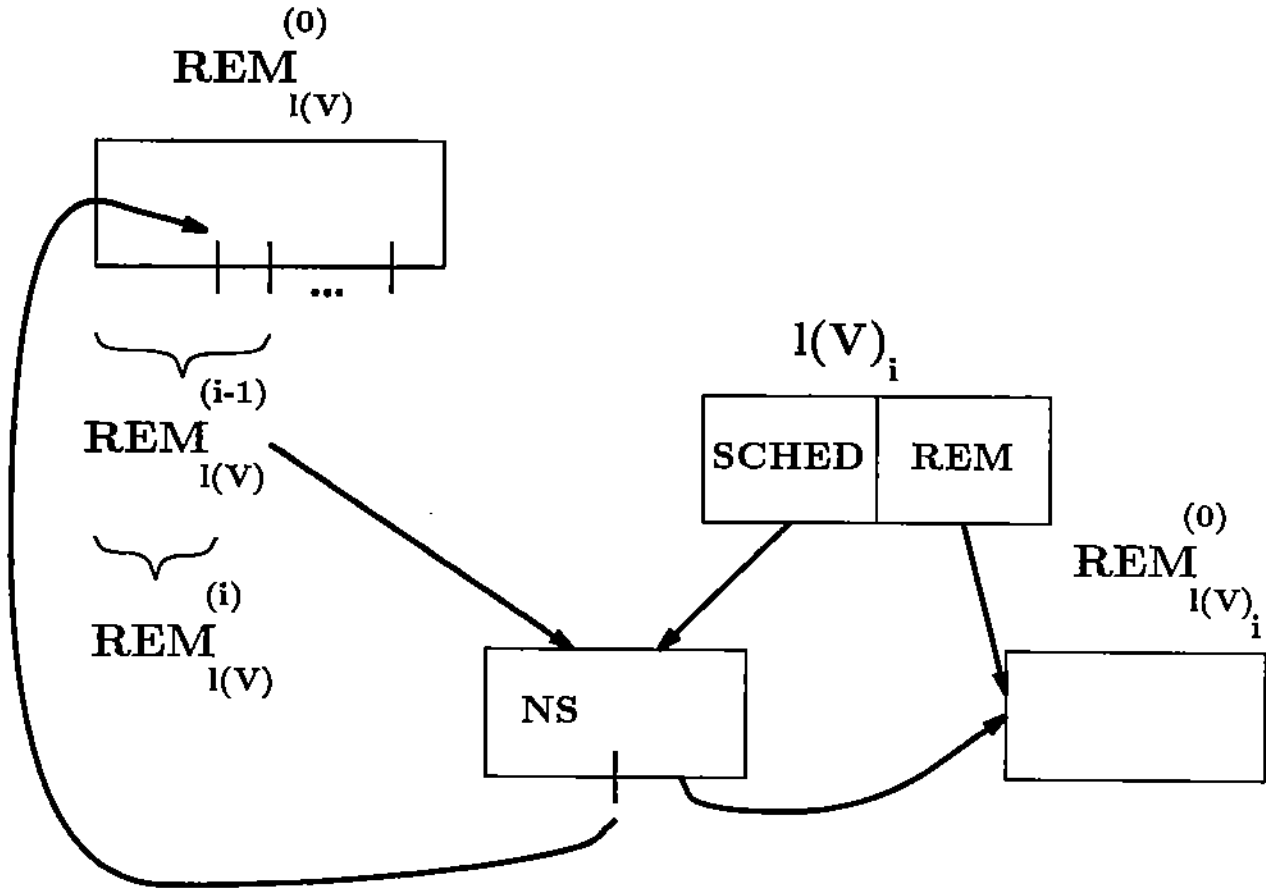 REM^(0)_l(V)
...
REM^(i-1)_l(V)
REM^(i)_l(V)
l(V)_i
SCHED REM
REM^(0)_l(V)_i
NS